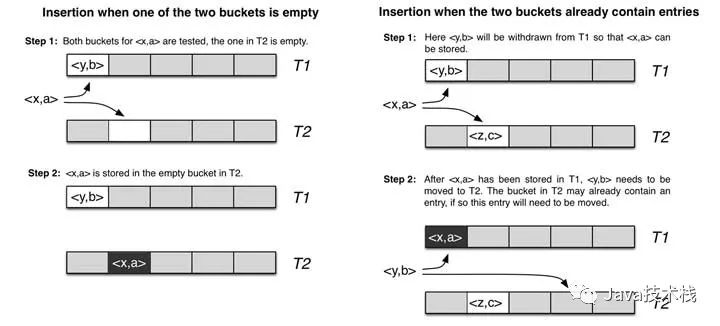 Insertion when one of the two buckets is empty
Step 1: Both buckets for <x,a> are tested, the one in T2 is empty.
<y,b>
T1
<x,a>
T2
Step 2: <x,a> is stored in the empty bucket in T2.
<y,b>
T1
<x,a>
T2
Insertion when the two buckets already contain entries
Step 1: Here <y,b> will be withdrawn from T1 so that <x,a> can
be stored.
<y,b>
T1
<x,a>
<z,c>
T2
Step 2: After <x,a> has been stored in T1, <y,b> needs to be
moved to T2. The bucket in T2 may already contain an
entry, if so this entry will need to be moved.
<x,a>
T1
<y,b>
<z,c>
T2
Java技术栈